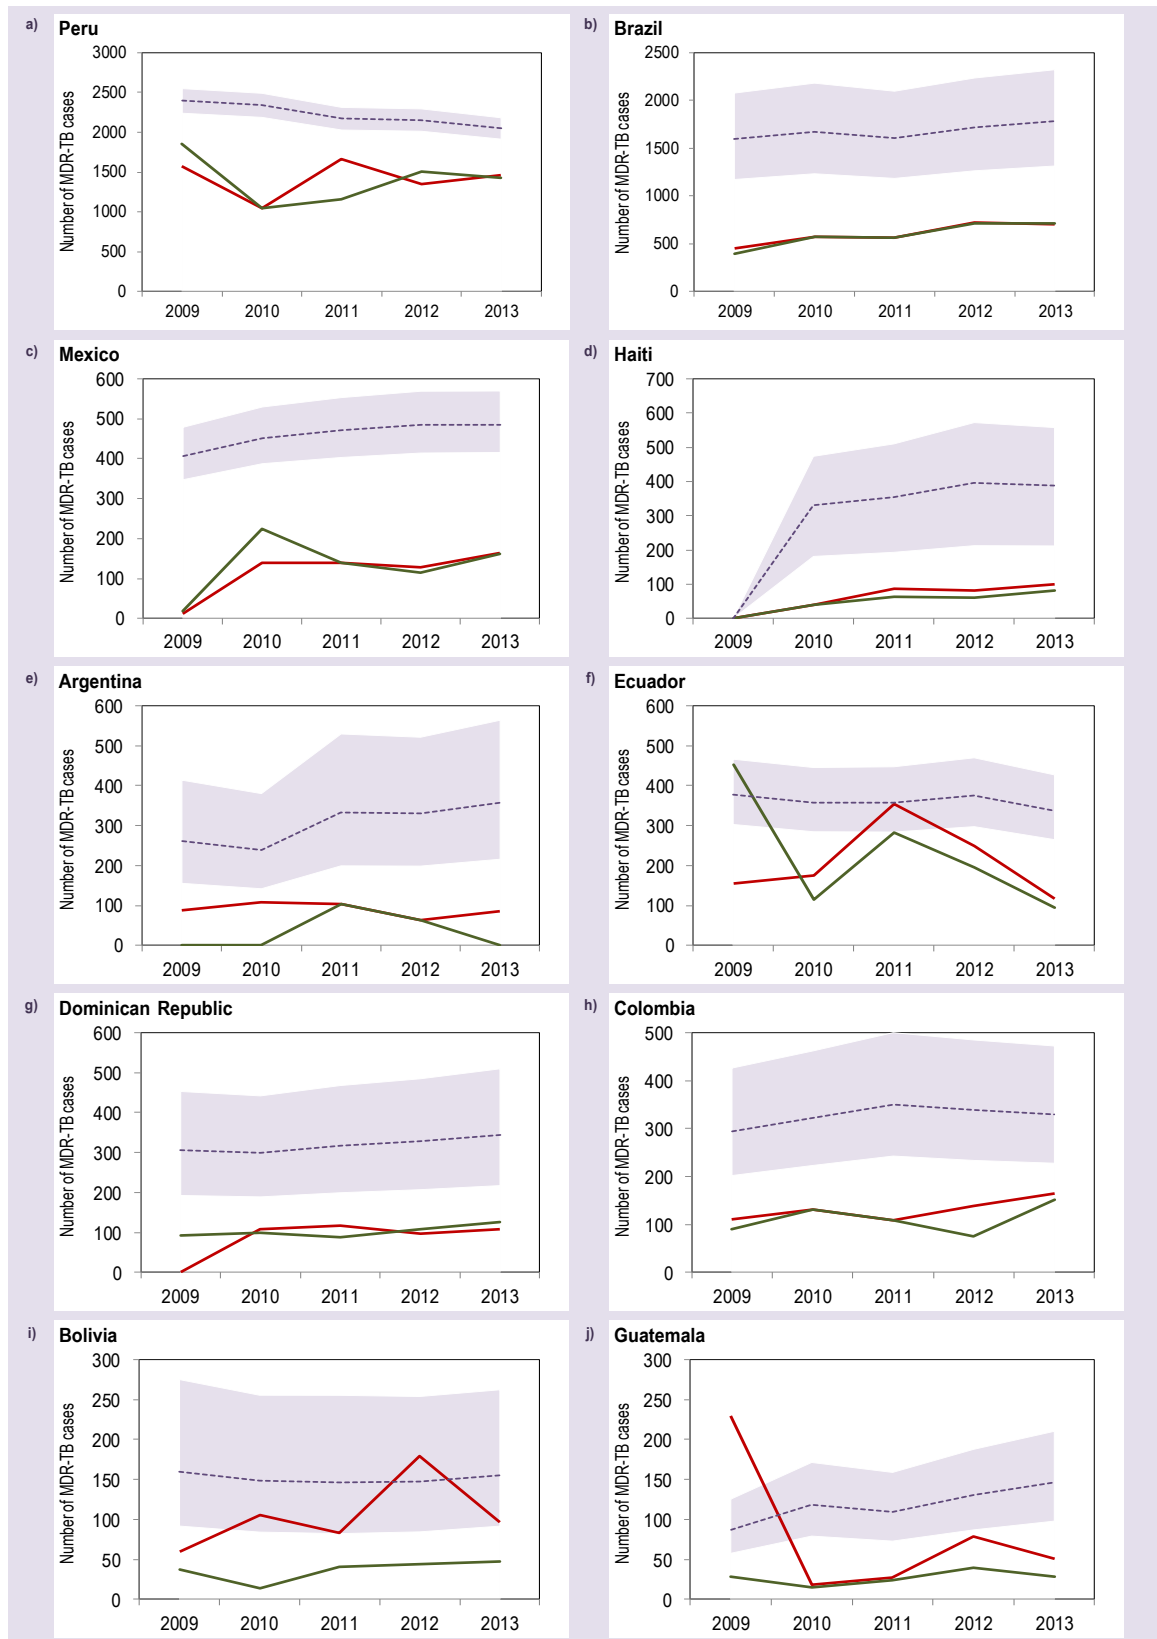 a) Peru
Number of MDR-TB cases
3000
2500
2000
1500
1000
500
0
2009 2010 2011 2012 2013
b) Brazil
Number of MDR-TB cases
2500
2000
1500
1000
500
0
2009 2010 2011 2012 2013
c) Mexico
Number of MDR-TB cases
600
500
400
300
200
100
0
2009 2010 2011 2012 2013
d) Haiti
Number of MDR-TB cases
700
600
500
400
300
200
100
0
2009 2010 2011 2012 2013
e) Argentina
Number of MDR-TB cases
600
500
400
300
200
100
0
2009 2010 2011 2012 2013
f) Ecuador
Number of MDR-TB cases
600
500
400
300
200
100
0
2009 2010 2011 2012 2013
g) Dominican Republic
Number of MDR-TB cases
600
500
400
300
200
100
0
2009 2010 2011 2012 2013
h) Colombia
Number of MDR-TB cases
500
400
300
200
100
0
2009 2010 2011 2012 2013
i) Bolivia
Number of MDR-TB cases
300
250
200
150
100
50
0
2009 2010 2011 2012 2013
j) Guatemala
Number of MDR-TB cases
300
250
200
150
100
50
0
2009 2010 2011 2012 2013